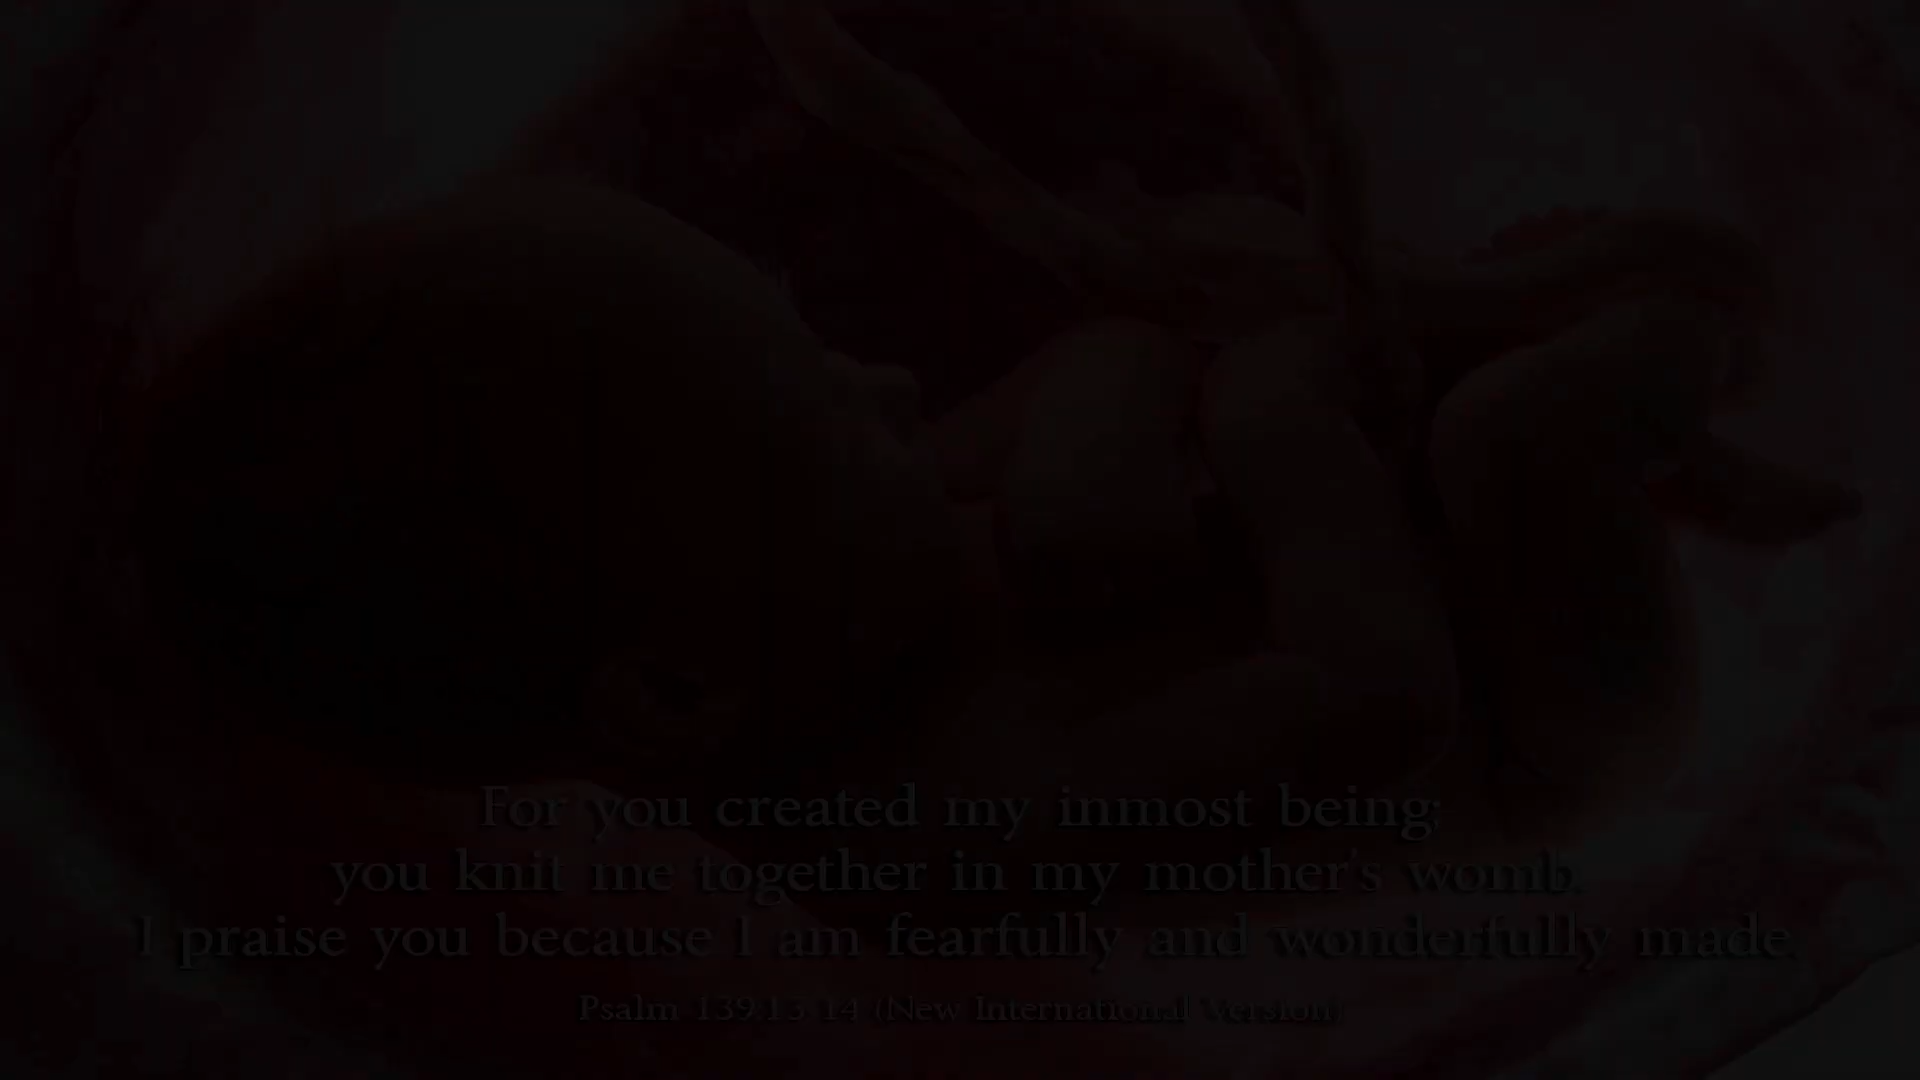 For you created my inmost being;
you knit me together in my mother's womb.
I praise you because I am fearfully and wonderfully made.
Psalm 139:13-14 (New International Version)